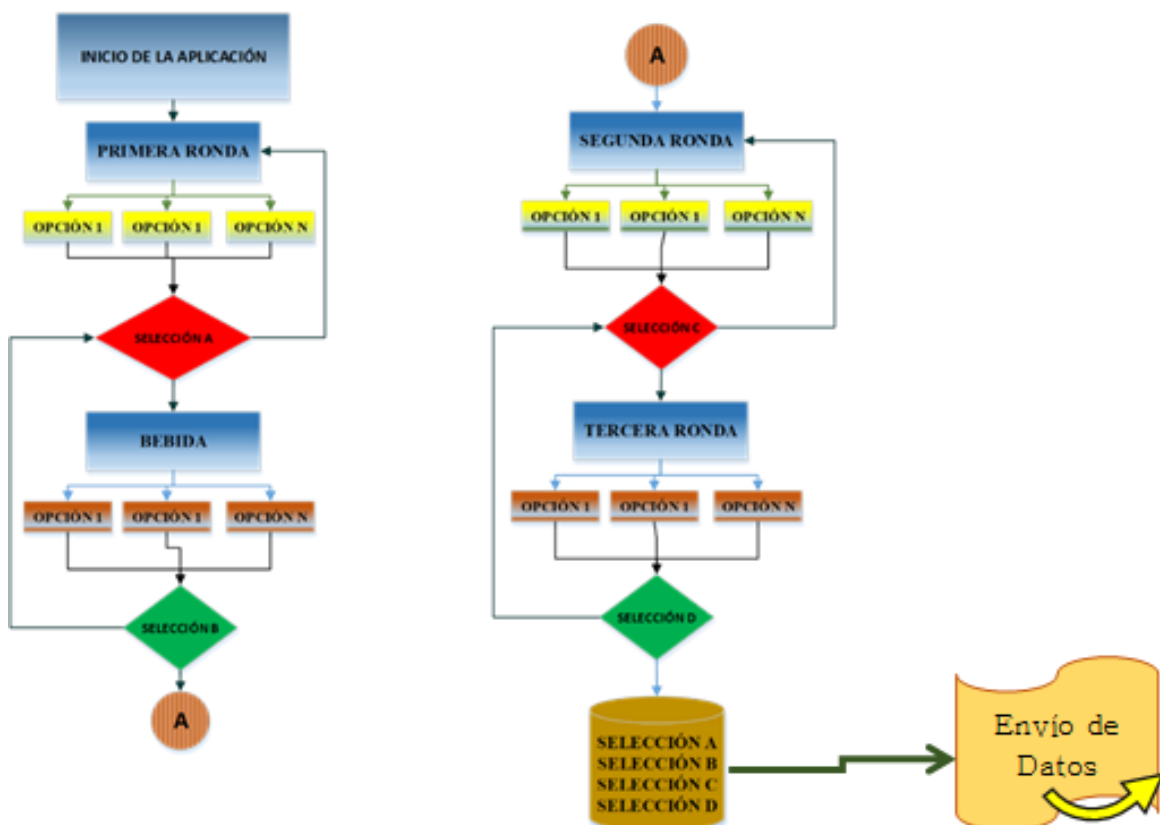 INICIO DE LA APLICACIÓN
PRIMERA RONDA
OPCIÓN 1
OPCIÓN 1
OPCIÓN N
SELECCIÓN A
BEBIDA
OPCIÓN 1
OPCIÓN 1
OPCIÓN N
SELECCIÓN B
A
A
SEGUNDA RONDA
OPCIÓN 1
OPCIÓN 1
OPCIÓN N
SELECCIÓN C
TERCERA RONDA
OPCIÓN 1
OPCIÓN 1
OPCIÓN N
SELECCIÓN D
SELECCIÓN A
SELECCIÓN B
SELECCIÓN C
SELECCIÓN D
Envío de
Datos